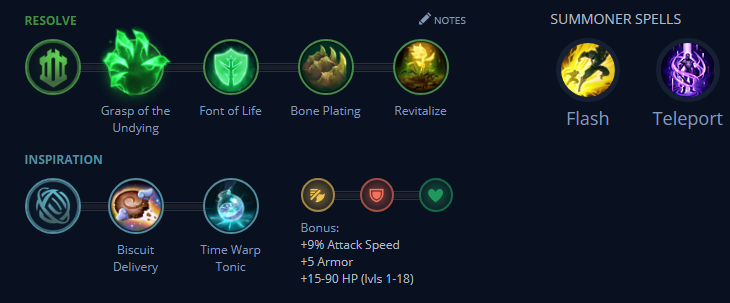 RESOLVE
NOTES
SUMMONER SPELLS
Grasp of the
Undying
Font of Life
Bone Plating
Revitalize
Flash
Teleport
INSPIRATION
Biscuit
Delivery
Time Warp
Tonic
Bonus:
+9% Attack Speed
+5 Armor
+15-90 HP (lvls 1-18)